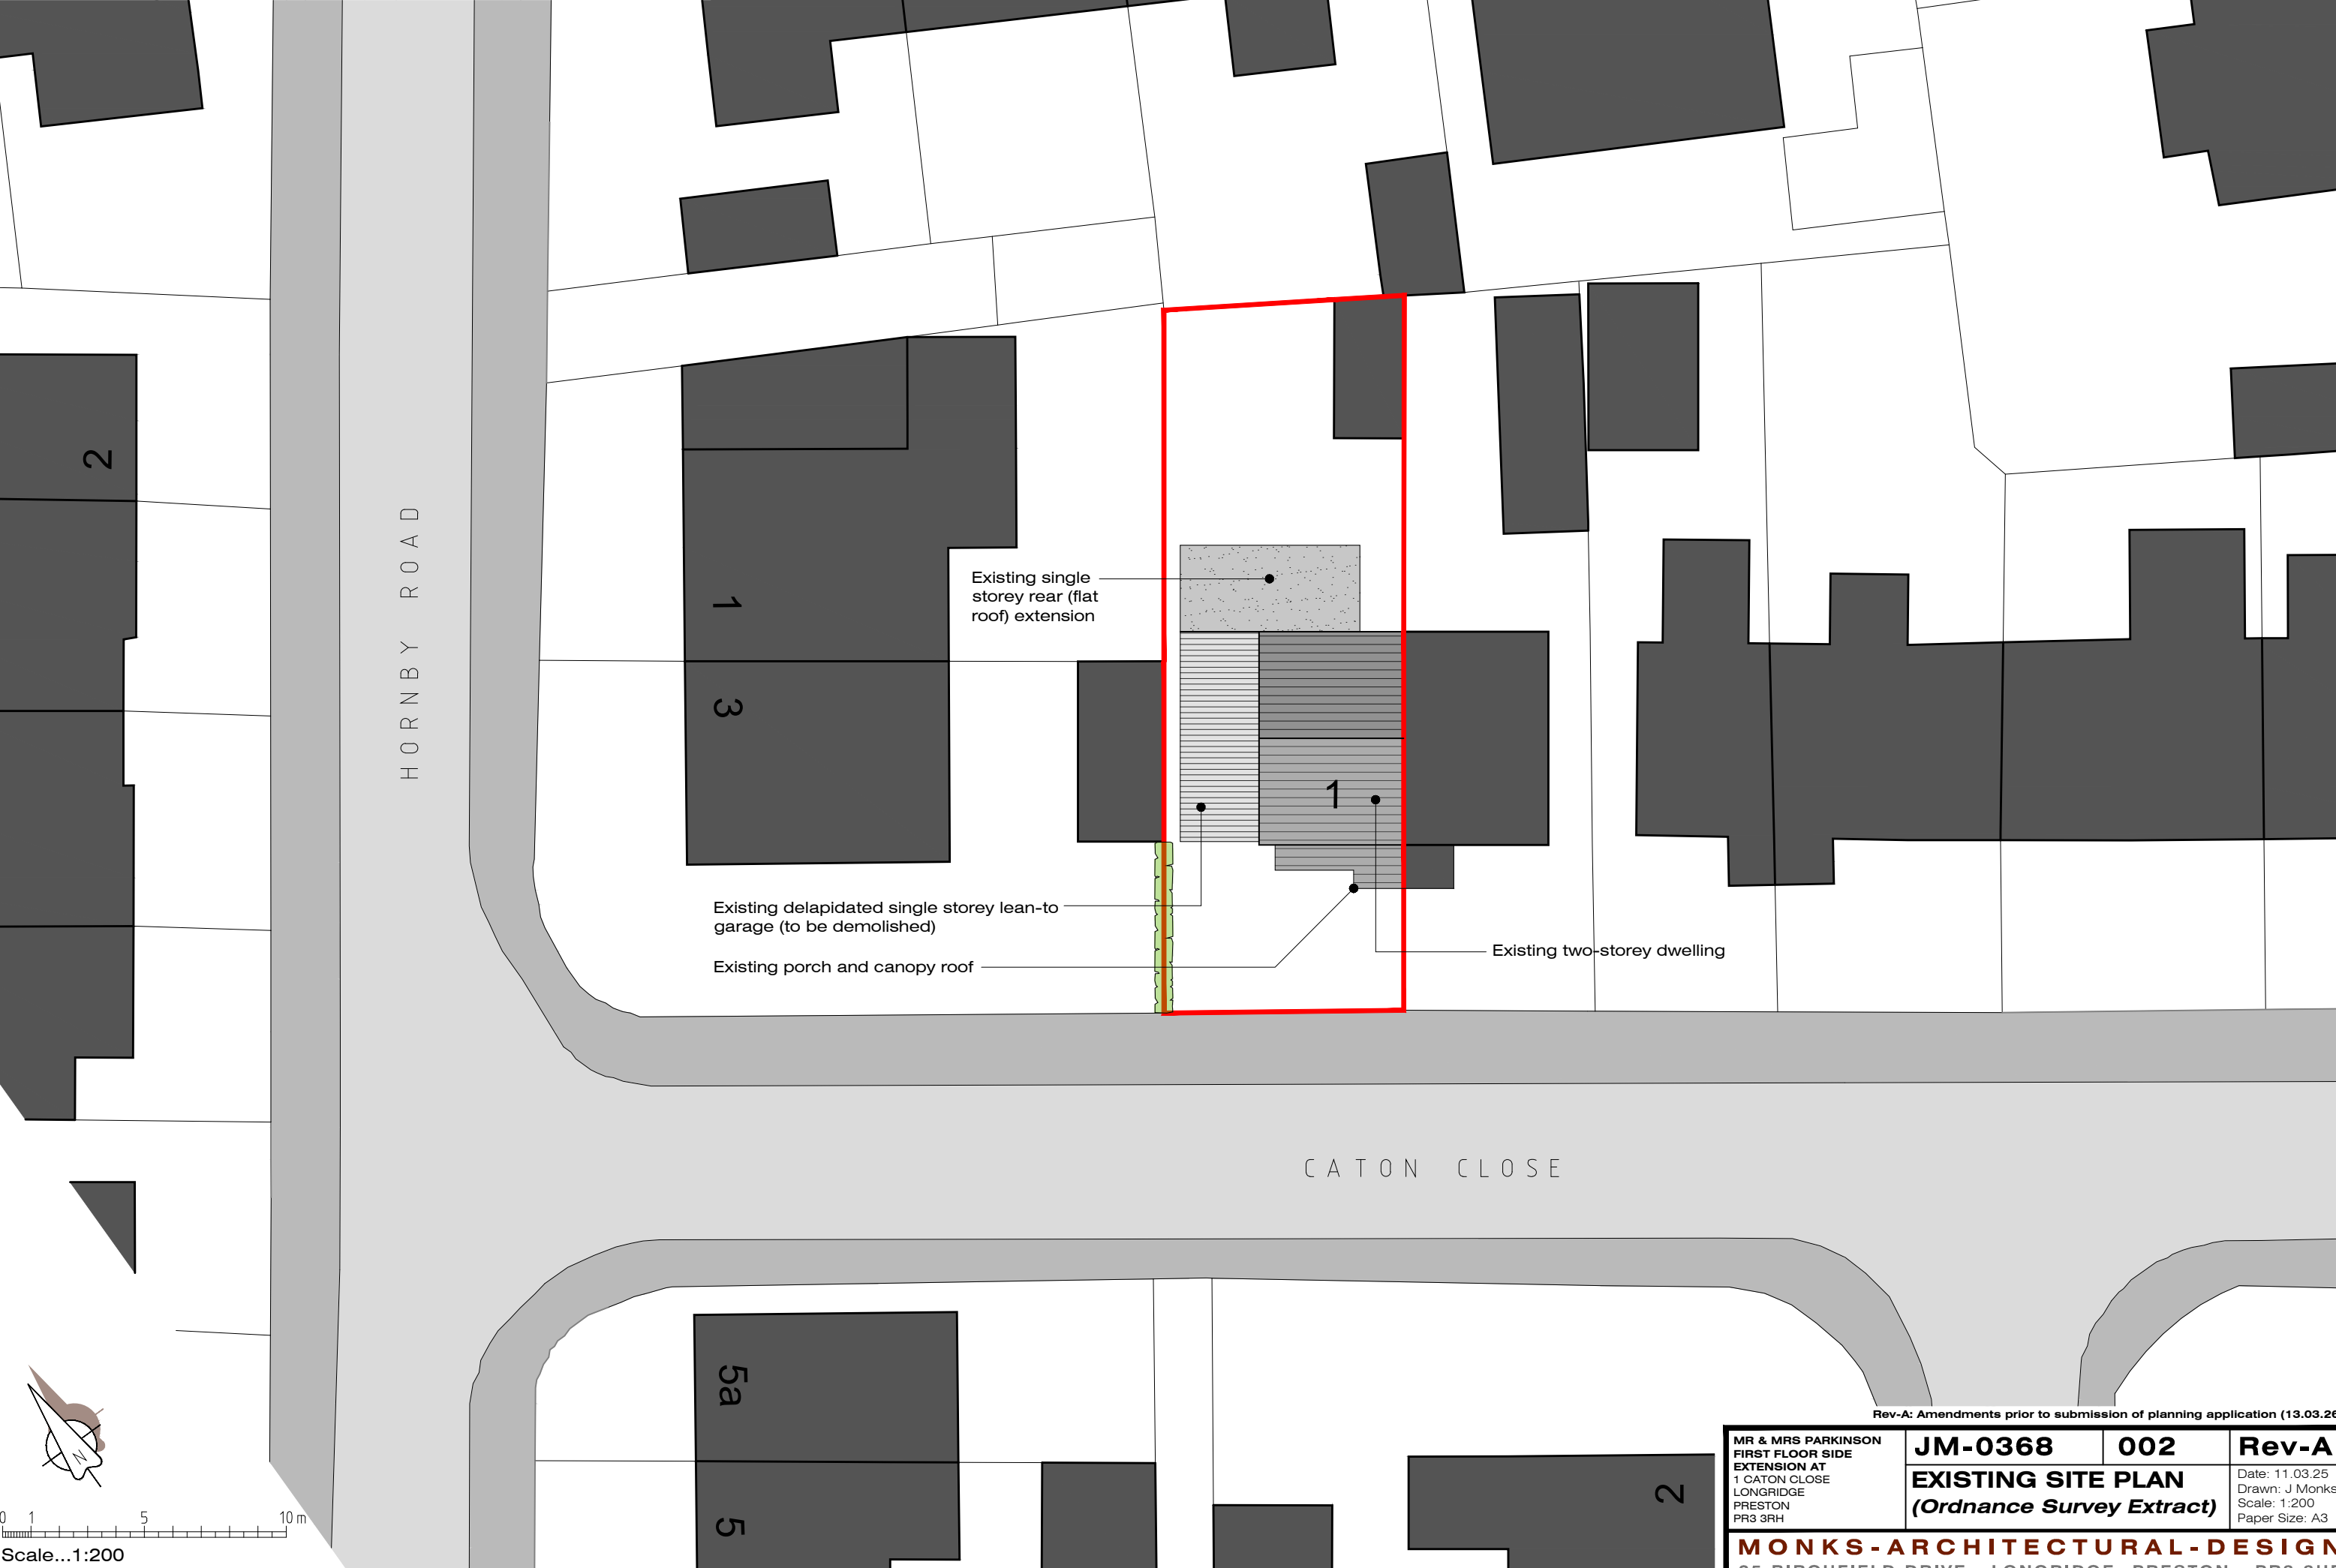 2
HORNBY ROAD
1
3
Existing single
storey rear (flat
roof) extension
1
Existing delapidated single storey lean-to
garage (to be demolished)
Existing porch and canopy roof
Existing two-storey dwelling
CATON CLOSE
5a
5
2
N
0 1 5 10 m
Scale...1:200
Rev-A: Amendments prior to submission of planning application (13.03.26
MR & MRS PARKINSON
FIRST FLOOR SIDE
EXTENSION AT
1 CATON CLOSE
LONGRIDGE
PRESTON
PR3 3RH
JM-0368 002 Rev-A
EXISTING SITE PLAN
(Ordnance Survey Extract)
Date: 11.03.25
Drawn: J Monks
Scale: 1:200
Paper Size: A3
MONKS-ARCHITECTURAL-DESIGN